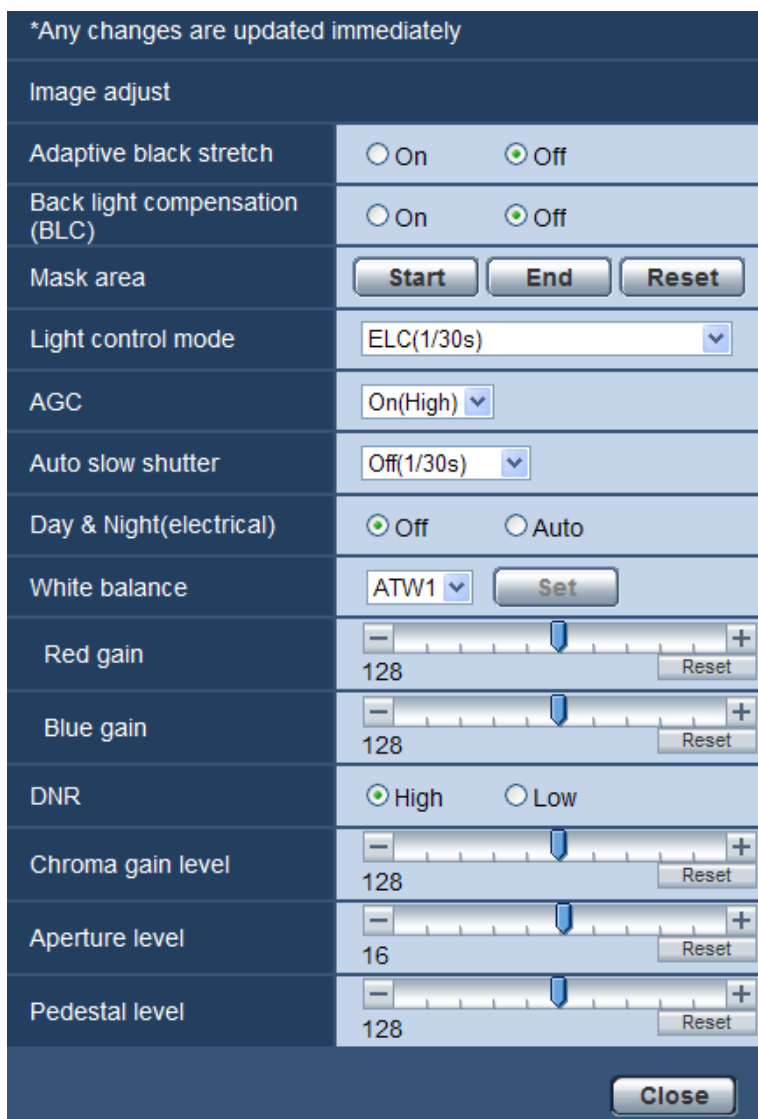 *Any changes are updated immediately
Image adjust
Adaptive black stretch On Off
Back light compensation
(BLC) On Off
Mask area Start End Reset
Light control mode ELC(1/30s)
AGC On(High)
Auto slow shutter Off(1/30s)
Day & Night(electrical) Off Auto
White balance ATW1 Set
Red gain - +
128 Reset
Blue gain - +
128 Reset
DNR High Low
Chroma gain level - +
128 Reset
Aperture level - +
16 Reset
Pedestal level - +
128 Reset
Close